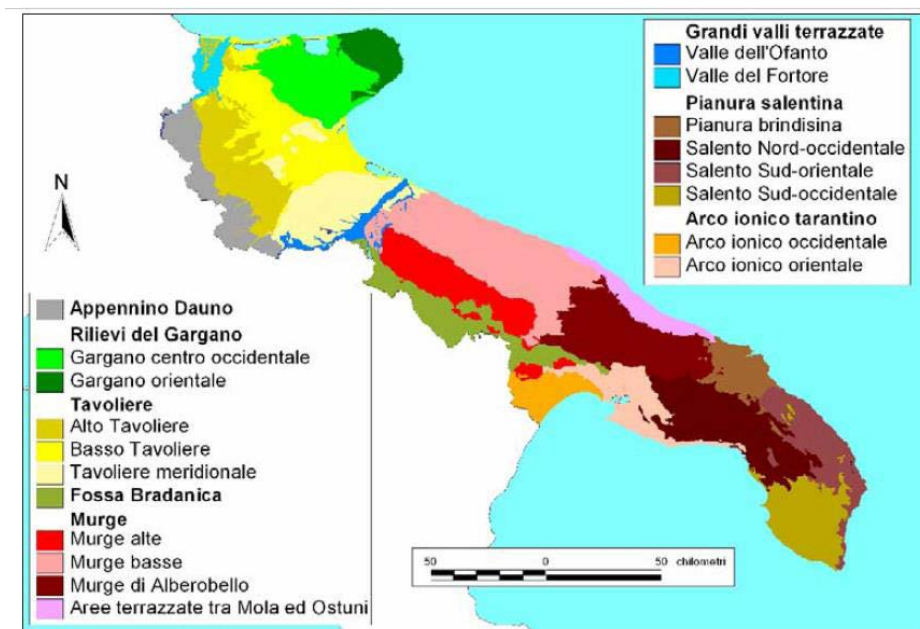 Grandi valli terrazzate
Valle dell'Ofanto
Valle del Fortore
Pianura salentina
Pianura brindisina
Salento Nord-occidentale
Salento Sud-orientale
Salento Sud-occidentale
Arco ionico tarantino
Arco ionico occidentale
Arco ionico orientale
N
Appennino Dauno
Rilievi del Gargano
Gargano centro occidentale
Gargano orientale
Tavoliere
Alto Tavoliere
Basso Tavoliere
Tavoliere meridionale
Fossa Bradanica
Murge
Murge alte
Murge basse
Murge di Alberobello
Aree terrazzate tra Mola ed Ostuni
50 0 50 chilometri